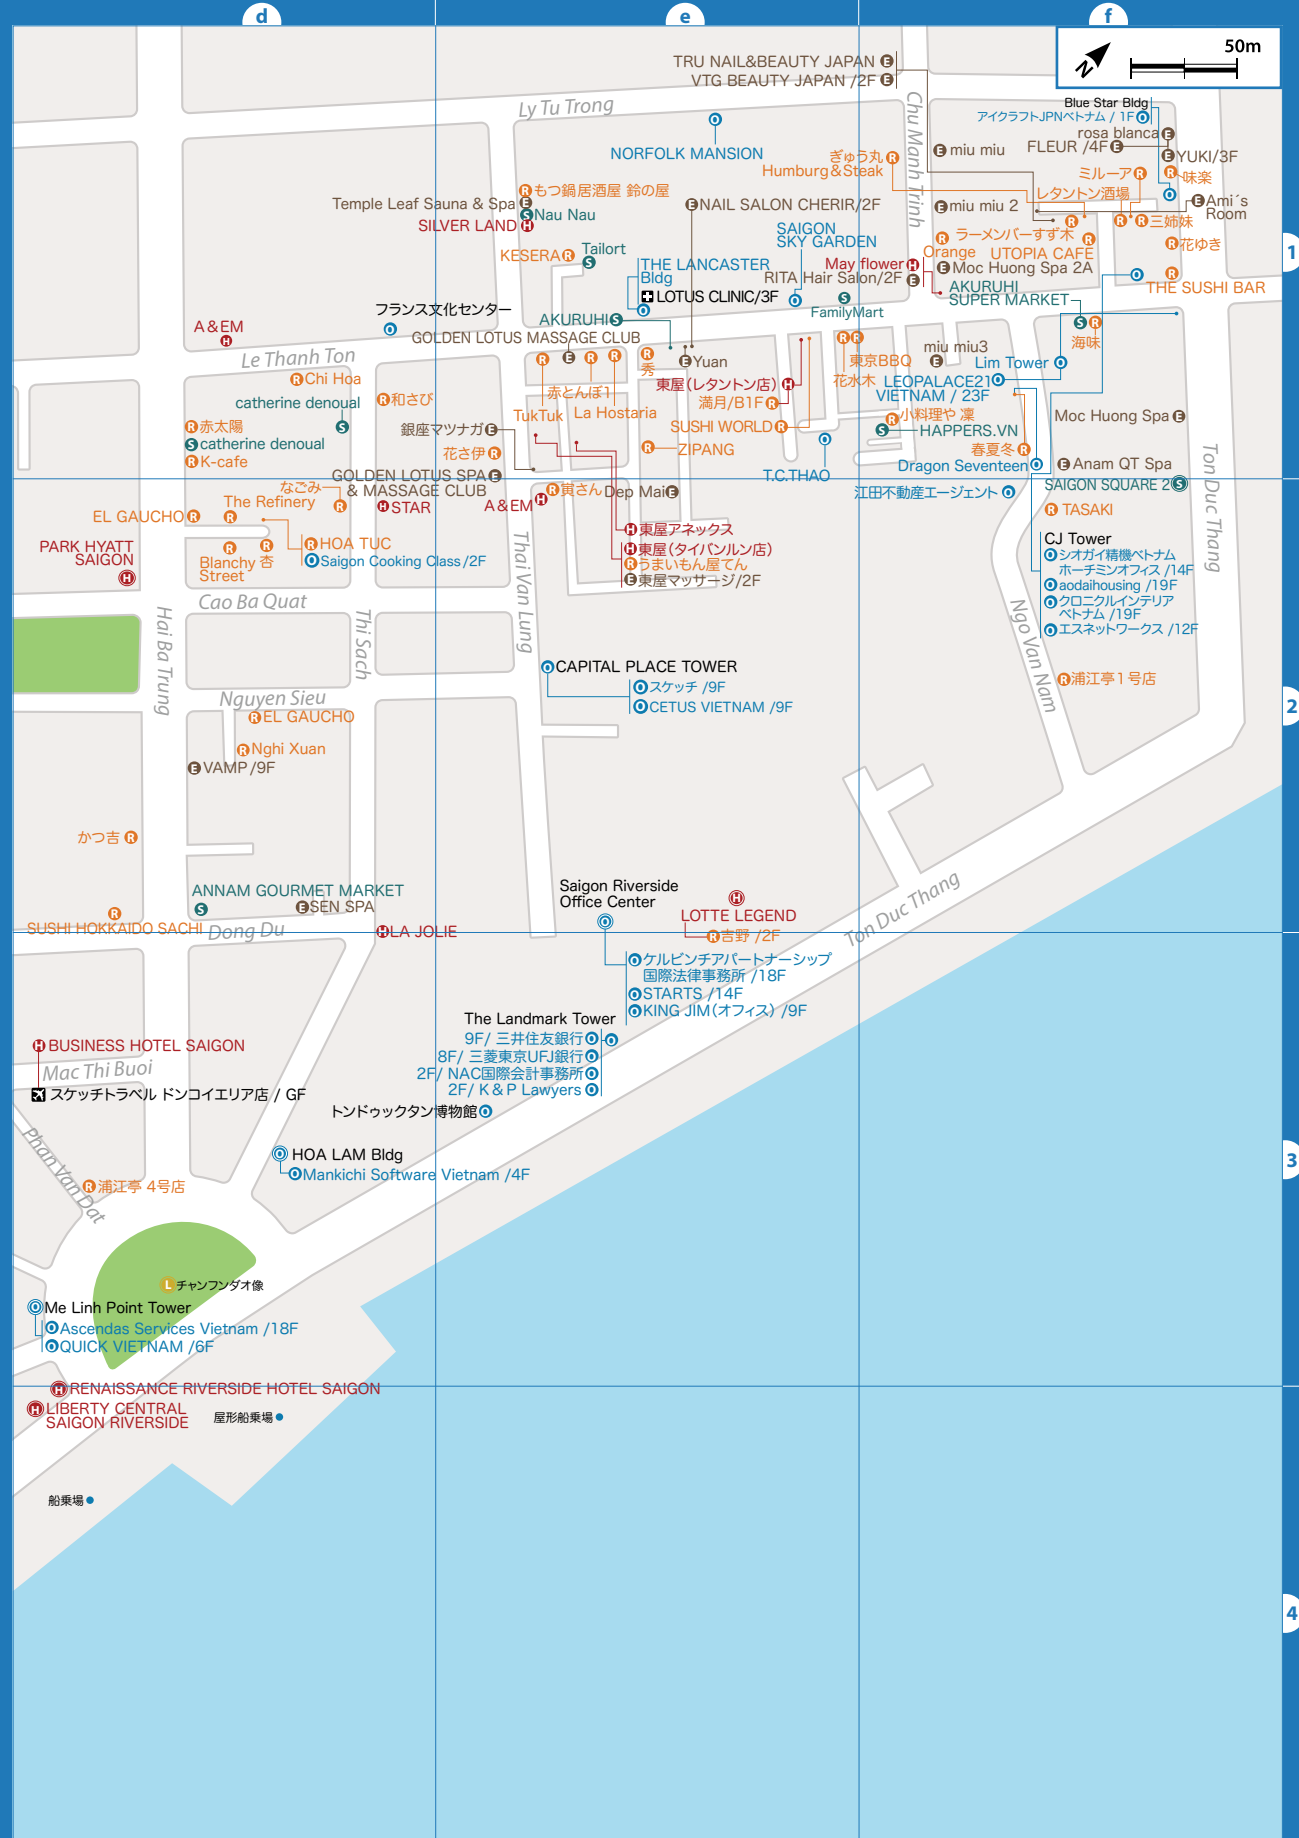 d
e
f
N
50m
TRU NAIL&BEAUTY JAPAN E
VTG BEAUTY JAPAN /2F E
Ly Tu Trong
Chu Manh Trinh
Blue Star Bldg
アイクラフトJPNベトナム / 1F O
rosa blanca E
FLEUR /4F E
E YUKI/3F
O
NORFOLK MANSION
ぎゅう丸 R
Humburg&Steak
E miu miu
ミルーア R
R 味楽
レタントン酒場
O
E Ami´s
Room
R もつ鍋居酒屋 鈴の屋
Temple Leaf Sauna & Spa E
S Nau Nau
SILVER LAND H
E NAIL SALON CHERIR/2F
E miu miu 2
R
R R 三姉妹
SAIGON
SKY GARDEN
R
Orange
ラーメンバーすず木
R
UTOPIA CAFE
R 花ゆき
1
KESERA R
Tailort
S
THE LANCASTER
Bldg
LOTUS CLINIC/3F
O
May flower H
RITA Hair Salon/2F E
E Moc Huong Spa 2A
O
R
THE SUSHI BAR
AKURUHI
SUPER MARKET
O
S
FamilyMart
フランス文化センター
O
AKURUHI S
A&EM
H
GOLDEN LOTUS MASSAGE CLUB
S R
海味
Le Thanh Ton
R E R R
R
秀
E Yuan
R R
東京BBQ
花水木
miu miu3
E
Lim Tower O
R Chi Hoa
東屋(レタントン店) H
満月/B1F R
LEOPALACE21 O
VIETNAM / 23F
赤とんぼ1
TukTuk
La Hostaria
catherine denoual
S
R 和さび
R 赤太陽
S catherine denoual
R K-cafe
銀座マツナガ E
花さ伊 R
SUSHI WORLD R
R ZIPANG
O
T.C.THAO
R 小料理や 凜
S HAPPERS.VN
Moc Huong Spa E
春夏冬 R
Dragon Seventeen O
E Anam QT Spa
SAIGON SQUARE 2 S
Ton Duc Thang
GOLDEN LOTUS SPA E
& MASSAGE CLUB
なごみ
The Refinery
R
R
EL GAUCHO R
H STAR
R 寅さん
A&EM H
Dep Mai E
江田不動産エージェント O
R TASAKI
PARK HYATT
SAIGON
H
R R
Blanchy 杏
Street
R HOA TUC
O Saigon Cooking Class/2F
H 東屋アネックス
H 東屋(タイバンルン店)
R うまいもん屋てん
E 東屋マッサージ/2F
CJ Tower
O シオガイ精機ベトナム
ホーチミンオフィス /14F
O aodaihousing /19F
O クロニクルインテリア
ベトナム /19F
O エスネットワークス /12F
Thai Van Lung
Cao Ba Quat
Hai Ba Trung
Thi Sach
Ngo Van Nam
O CAPITAL PLACE TOWER
O スケッチ /9F
O CETUS VIETNAM /9F
R 浦江亭1号店
Nguyen Sieu
R EL GAUCHO
2
R Nghi Xuan
E VAMP /9F
かつ吉 R
ANNAM GOURMET MARKET
S
E SEN SPA
R
SUSHI HOKKAIDO SACHI
Dong Du
H LA JOLIE
Saigon Riverside
Office Center
O
H
LOTTE LEGEND
R 吉野 /2F
Ton Duc Thang
O ケルビンチアパートナーシップ
国際法律事務所 /18F
O STARTS /14F
O KING JIM(オフィス) /9F
The Landmark Tower
9F/ 三井住友銀行 O O
8F/ 三菱東京UFJ銀行 O
2F/ NAC国際会計事務所 O
2F/ K&P Lawyers O
H BUSINESS HOTEL SAIGON
Mac Thi Buoi
スケッチトラベル ドンコイエリア店 / GF
トンドゥックタン博物館 O
Phan Van Dat
O HOA LAM Bldg
O Mankichi Software Vietnam /4F
3
R 浦江亭 4号店
L チャンフンダオ像
O Me Linh Point Tower
O Ascendas Services Vietnam /18F
O QUICK VIETNAM /6F
H RENAISSANCE RIVERSIDE HOTEL SAIGON
H LIBERTY CENTRAL
SAIGON RIVERSIDE
屋形船乗場
船乗場
4